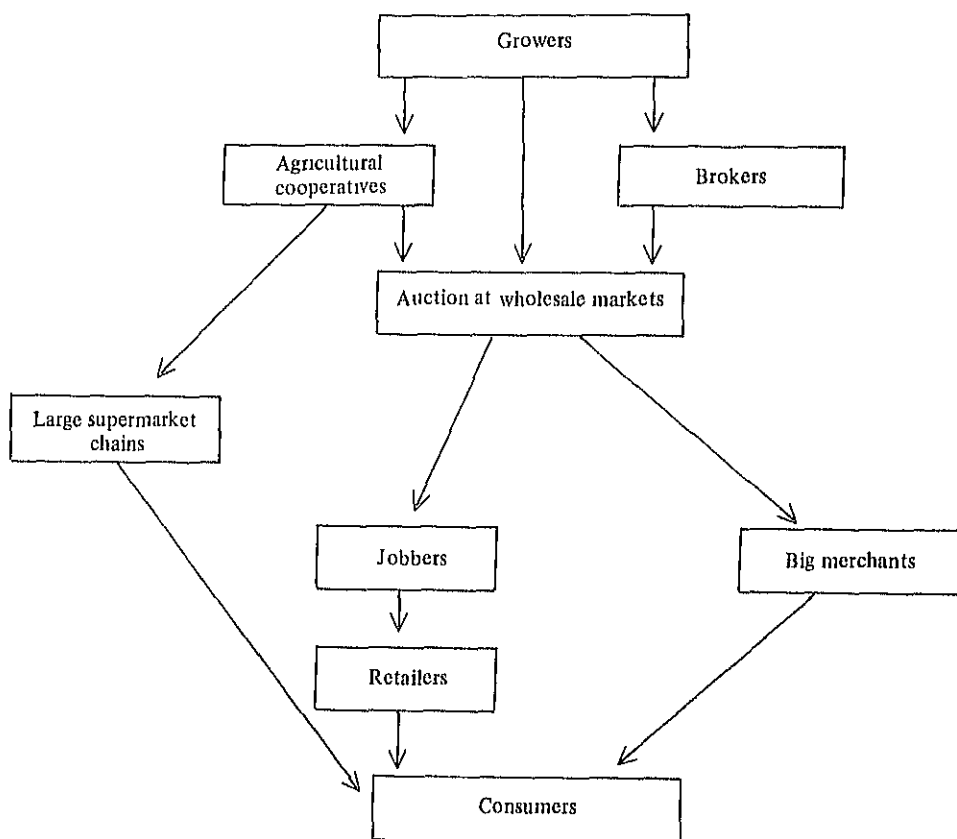 Growers
Agricultural
cooperatives
Brokers
Auction at wholesale markets
Large supermarket
chains
Jobbers
Big merchants
Retailers
Consumers